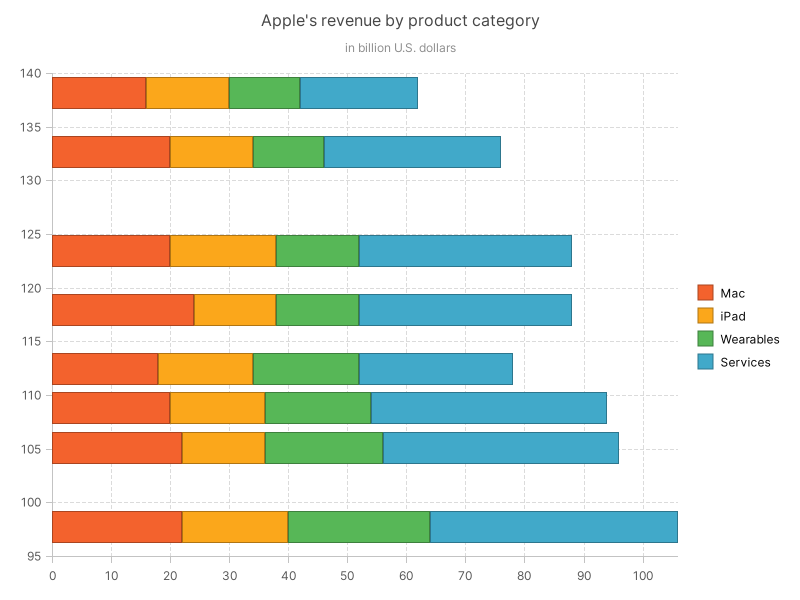 Apple's revenue by product category
in billion U.S. dollars
140
135
130
125
120
115
110
105
100
95
0 10 20 30 40 50 60 70 80 90 100
Mac
iPad
Wearables
Services